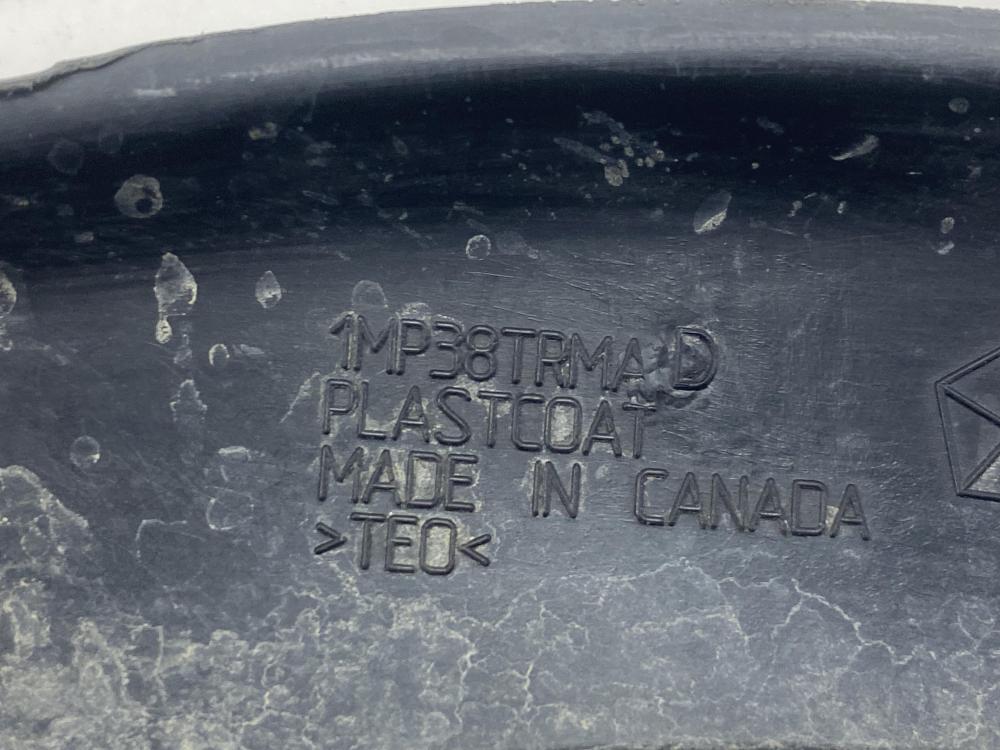 1MP38TRMA D
PLASTCOAT
MADE IN CANADA
>TEO<